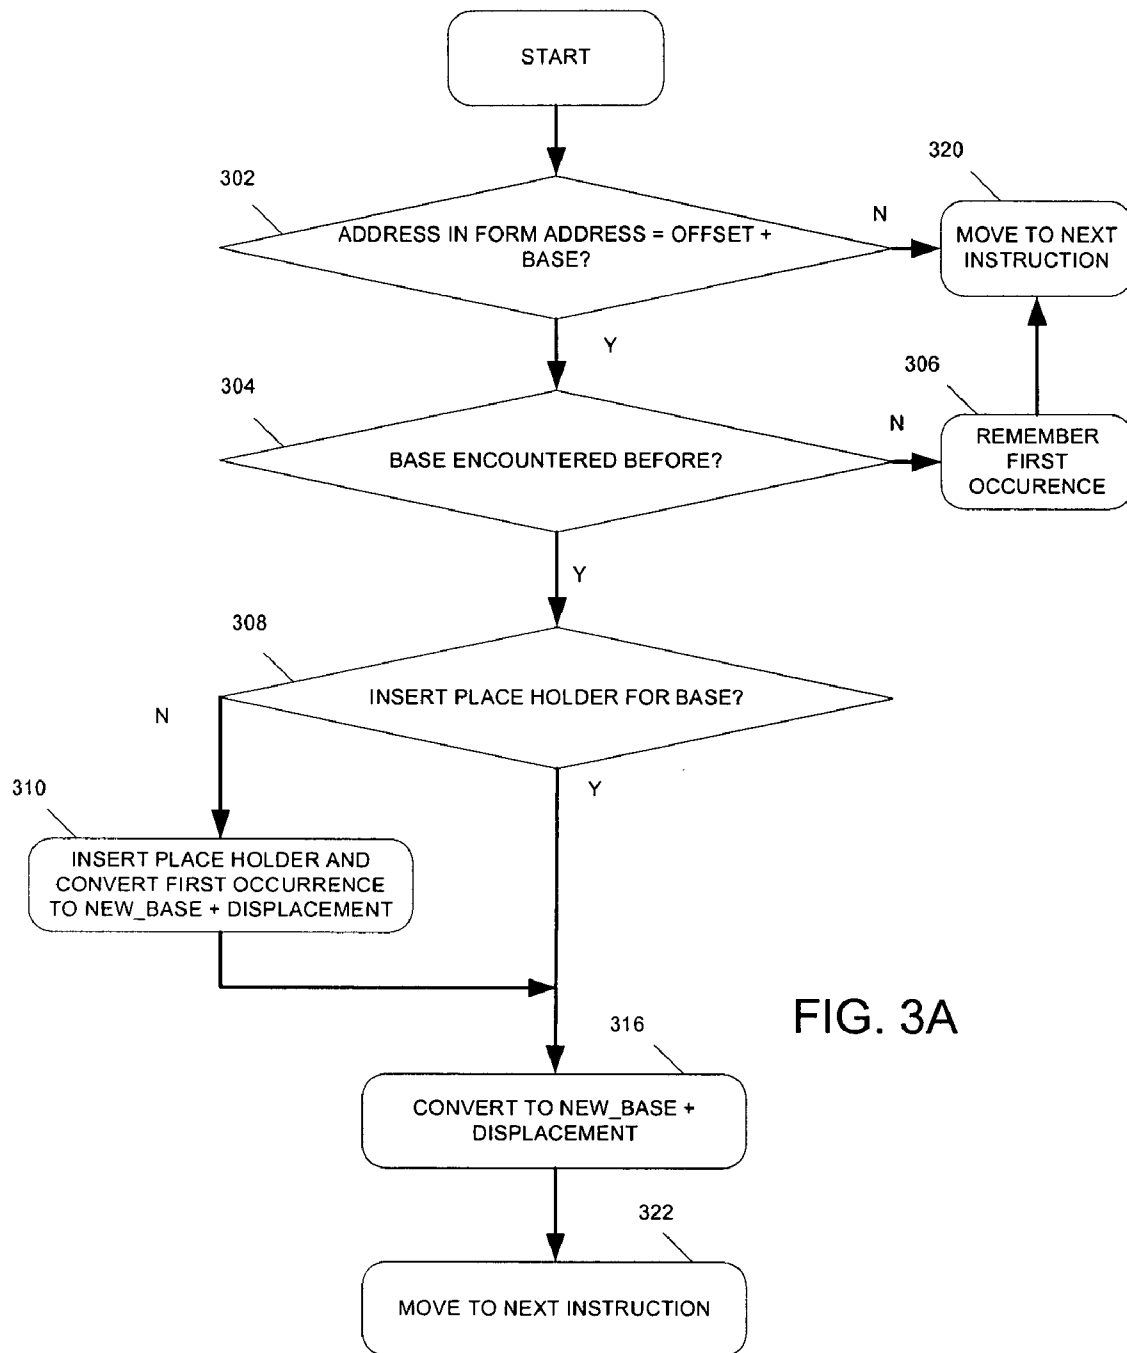 START
302
ADDRESS IN FORM ADDRESS = OFFSET +
BASE?
N
320
MOVE TO NEXT
INSTRUCTION
Y
304
BASE ENCOUNTERED BEFORE?
N
306
REMEMBER
FIRST
OCCURENCE
Y
308
INSERT PLACE HOLDER FOR BASE?
N
Y
310
INSERT PLACE HOLDER AND
CONVERT FIRST OCCURRENCE
TO NEW_BASE + DISPLACEMENT
FIG. 3A
316
CONVERT TO NEW_BASE +
DISPLACEMENT
322
MOVE TO NEXT INSTRUCTION